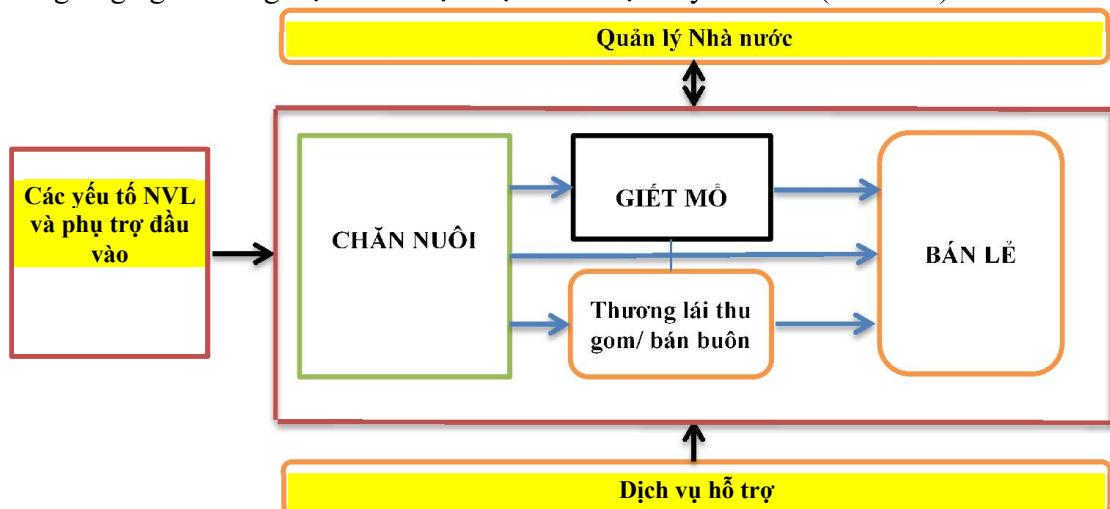 Quản lý Nhà nước
Các yếu tố NVL
và phụ trợ đầu
vào
CHĂN NUÔI
GIẾT MỔ
BÁN LẺ
Thương lái thu
gom/ bán buôn
Dịch vụ hỗ trợ